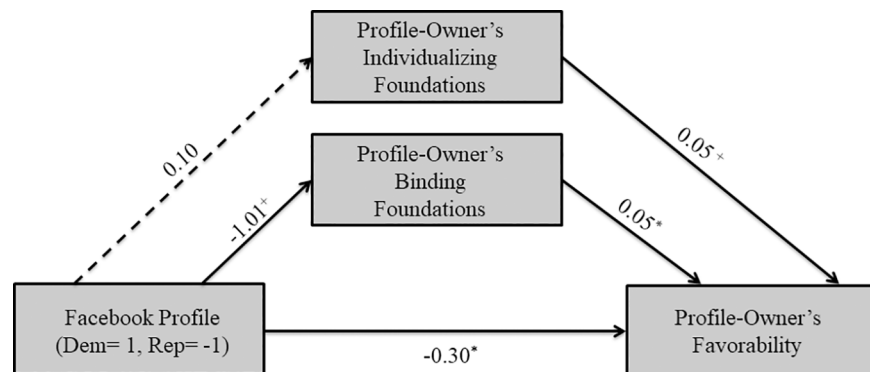 Profile-Owner's
Individualizing
Foundations
0.10
0.05 +
Profile-Owner's
Binding
Foundations
-1.01+
0.05*
Facebook Profile
(Dem= 1, Rep= -1)
-0.30*
Profile-Owner's
Favorability